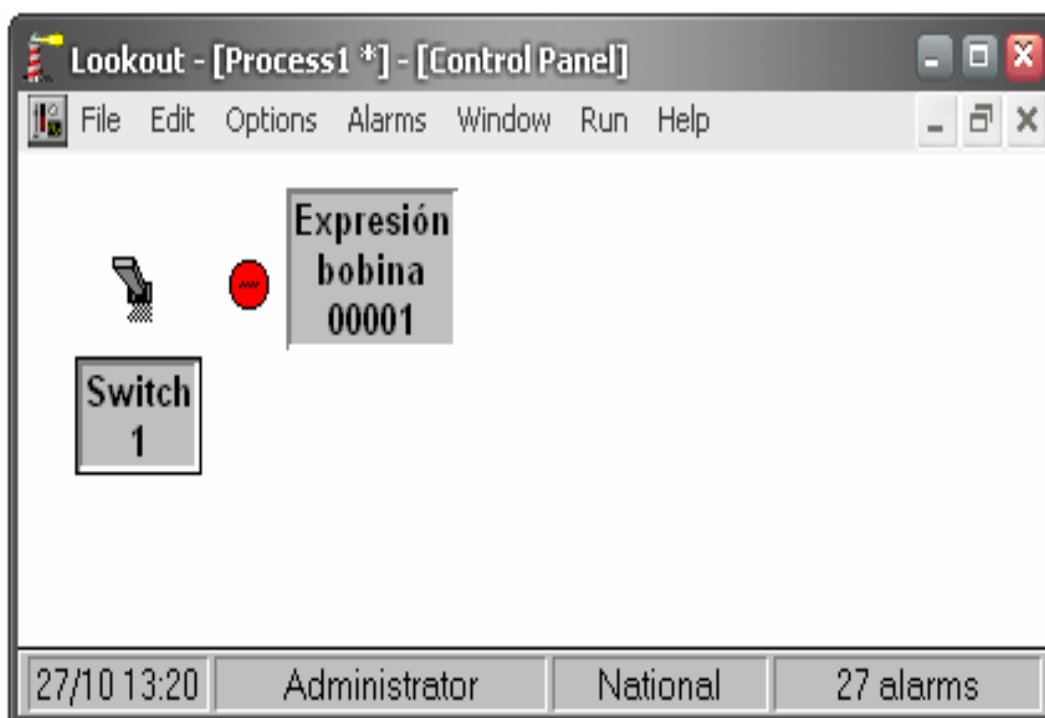 Lookout - [Process1 *] - [Control Panel]
File Edit Options Alarms Window Run Help
Expresión
bobina
00001
Switch
1
27/10 13:20 Administrator National 27 alarms